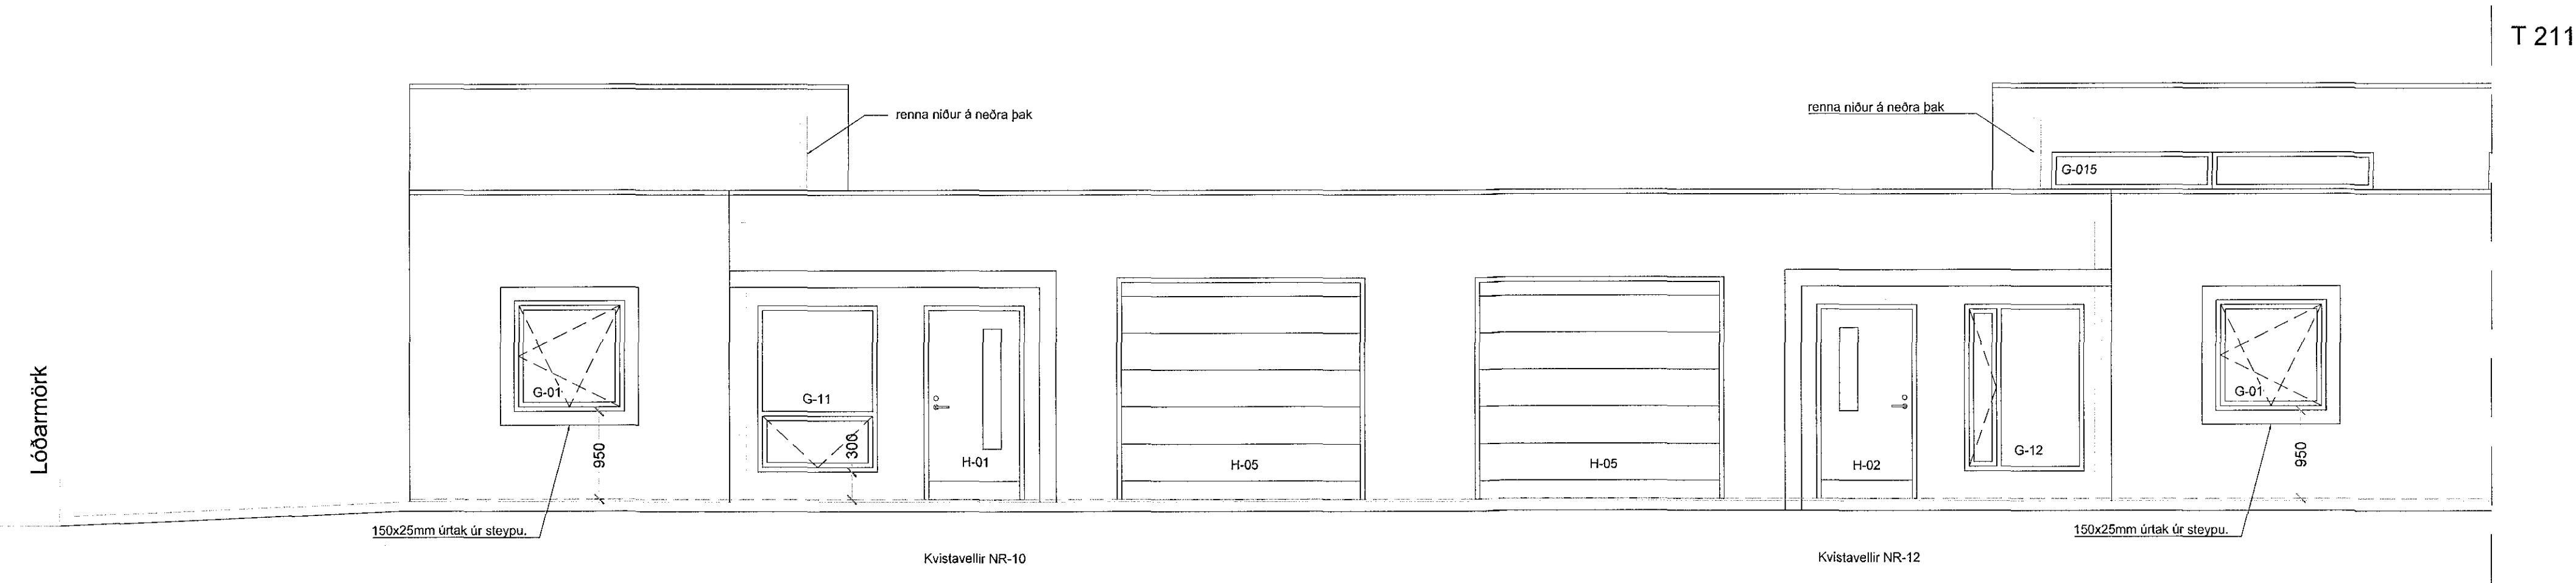 T 211
renna niður á neðra þak
renna niður á neðra þak
G-015
Lóðarmörk
G-01
950
G-11
300
H-01
H-05
H-05
H-02
G-12
G-01
950
150x25mm úrtak úr steypu.
150x25mm úrtak úr steypu.
Kvistavellir NR-10
Kvistavellir NR-12